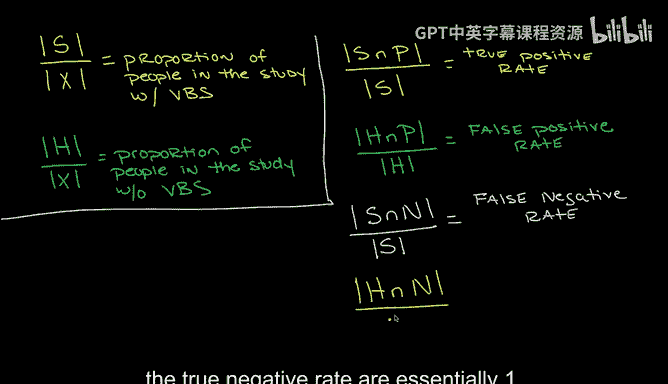 GPT中英字幕课程资源 bilibili
|S|
|X|
= PROPORTION OF
PEOPLE IN THE STUDY
W/ VBS
|H|
|X|
= PROPORTION OF
PEOPLE IN THE STUDY
W/O VBS
|S∩P|
|S|
= TRUE POSITIVE
RATE
|H∩P|
|H|
= FALSE POSITIVE
RATE
|S∩N|
|S|
= FALSE NEGATIVE
RATE
|H∩N|
the true negative rate are essentially 1